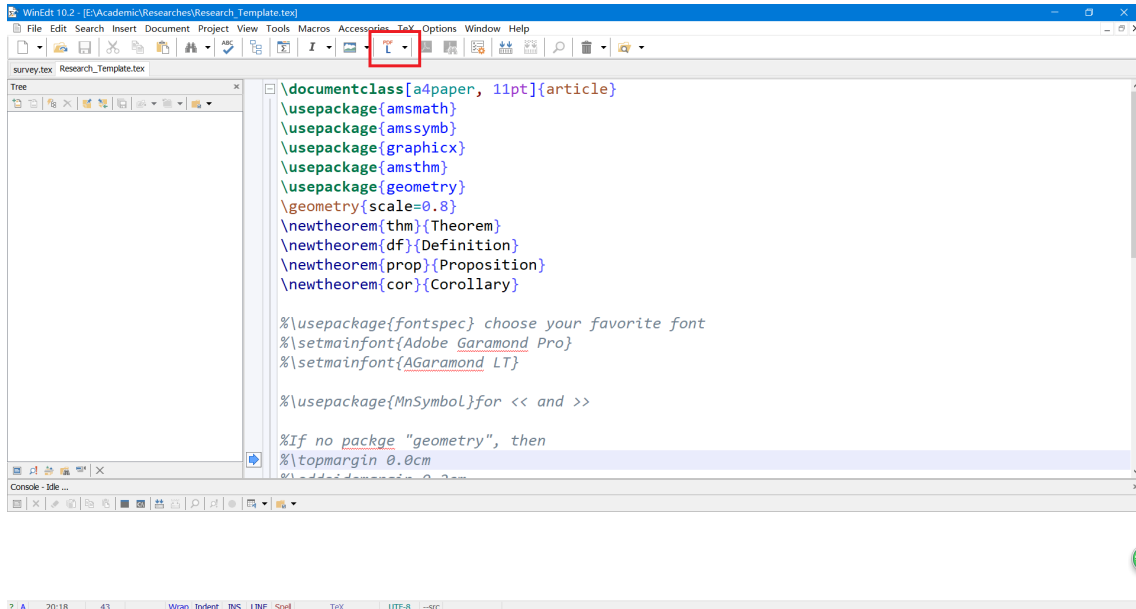 WinEdt 10.2 - [E:\Academic\Researches\Research_Template.tex]
File Edit Search Insert Document Project View Tools Macros Accessories TeX Options Window Help
ABC I PDF L
survey.tex Research_Template.tex
Tree
\documentclass[a4paper, 11pt]{article}
\usepackage{amsmath}
\usepackage{amssymb}
\usepackage{graphicx}
\usepackage{amsthm}
\usepackage{geometry}
\geometry{scale=0.8}
\newtheorem{thm}{Theorem}
\newtheorem{df}{Definition}
\newtheorem{prop}{Proposition}
\newtheorem{cor}{Corollary}
%\usepackage{fontspec} choose your favorite font
%\setmainfont{Adobe Garamond Pro}
%\setmainfont{AGaramond LT}
%\usepackage{MnSymbol}for << and >>
%If no packge "geometry", then
%\topmargin 0.0cm
%\oddsidemargin 0.2cm
Console - Idle ...
? A 20:18 43 Wrap Indent INS LINE Spell TeX UTF-8 --src